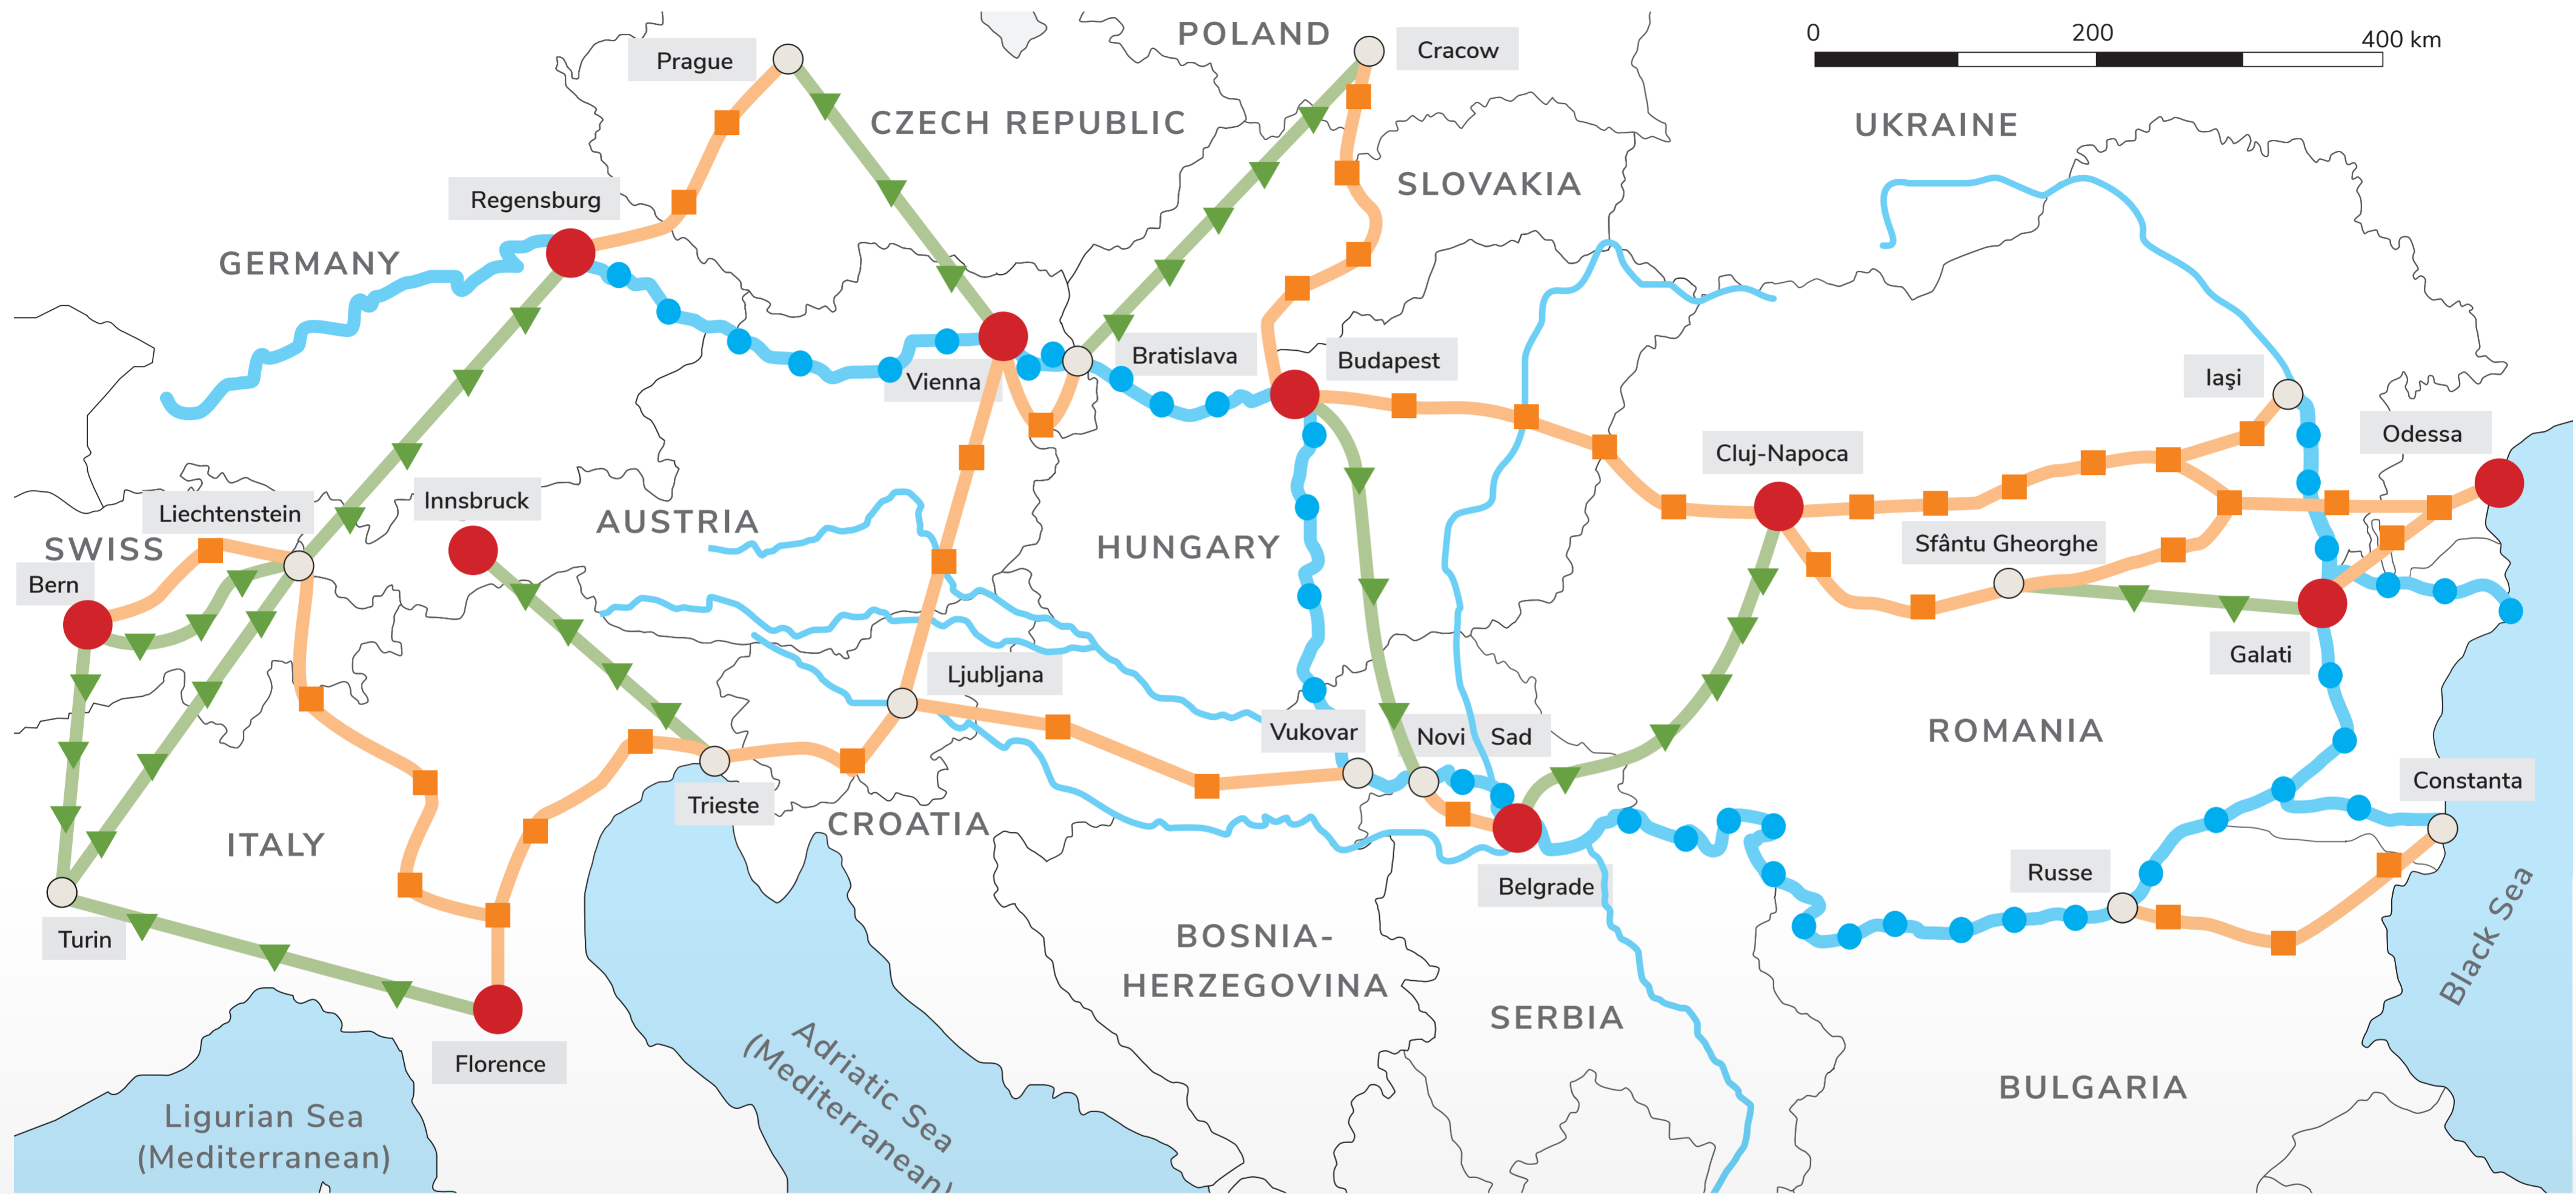 POLAND
0
200
400 km
Prague
Cracow
CZECH REPUBLIC
UKRAINE
SLOVAKIA
Regensburg
GERMANY
Bratislava
Budapest
Vienna
Iaşi
Odessa
Cluj-Napoca
Liechtenstein
Innsbruck
AUSTRIA
SWISS
HUNGARY
Sfântu Gheorghe
Bern
Galati
Ljubljana
Vukovar
Novi Sad
ROMANIA
Trieste
Constanta
CROATIA
ITALY
Russe
Belgrade
Turin
BOSNIA-
HERZEGOVINA
Black Sea
SERBIA
Florence
Adriatic Sea
(Mediterranean)
BULGARIA
Ligurian Sea
(Mediterranean)